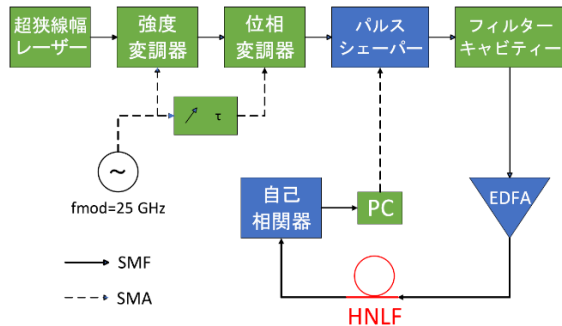 超狭線幅
レーザー
強度
変調器
位相
変調器
パルス
シェーパー
フィルター
キャビティー
τ
~
fmod=25 GHz
自己
相関器
PC
EDFA
SMF
SMA
HNLF